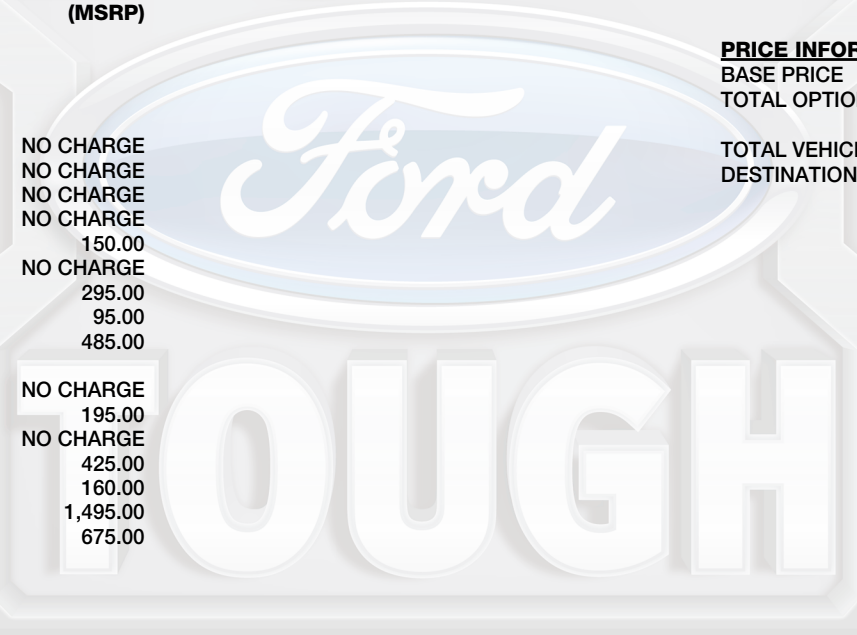 (MSRP)
NO CHARGE
NO CHARGE
NO CHARGE
NO CHARGE
150.00
NO CHARGE
295.00
95.00
485.00
NO CHARGE
195.00
NO CHARGE
425.00
160.00
1,495.00
675.00
PRICE INFOR
BASE PRICE
TOTAL OPTIO
TOTAL VEHICL
DESTINATION
Ford
TOUGH